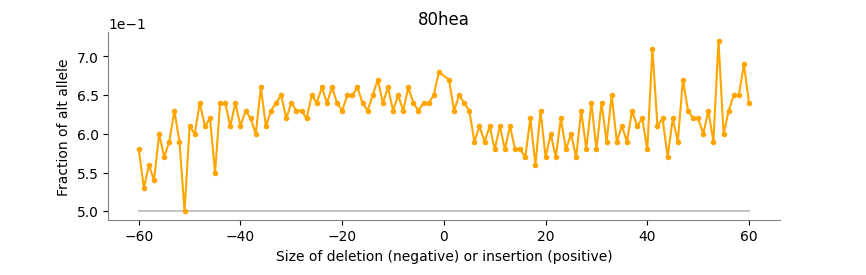 80hea
1e−1
7.0
6.5
6.0
5.5
5.0
Fraction of alt allele
−60 −40 −20 0 20 40 60
Size of deletion (negative) or insertion (positive)